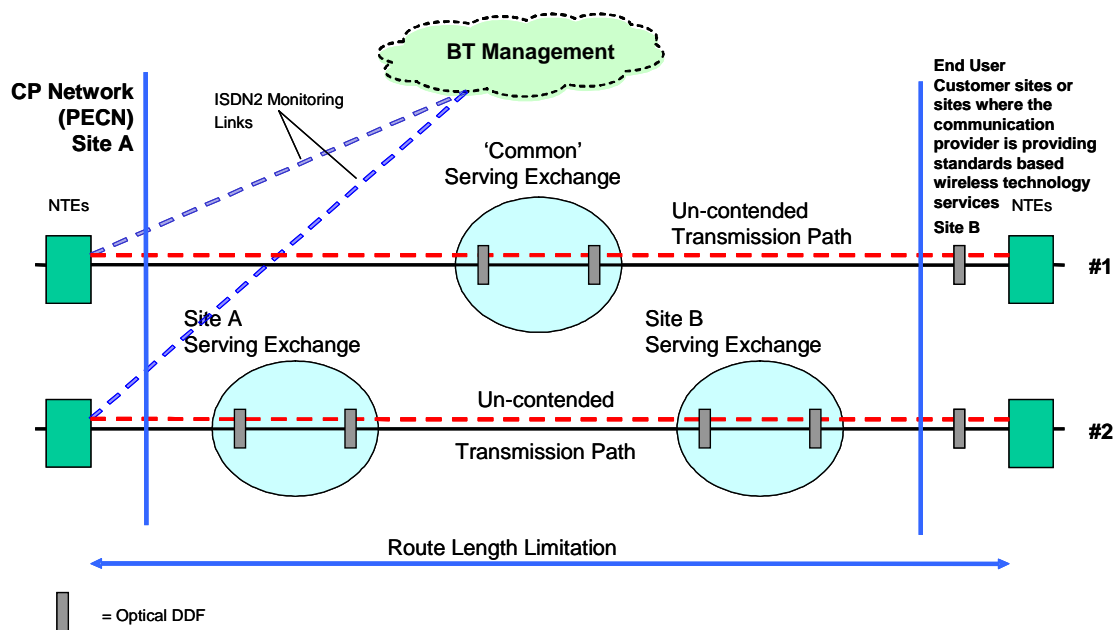 BT Management
CP Network
(PECN)
Site A
ISDN2 Monitoring
Links
'Common'
Serving Exchange
End User
Customer sites or
sites where the
communication
provider is providing
standards based
wireless technology
services NTEs
Site B
NTEs
Un-contended
Transmission Path
#1
Site A
Serving Exchange
Site B
Serving Exchange
Un-contended
Transmission Path
#2
Route Length Limitation
= Optical DDF